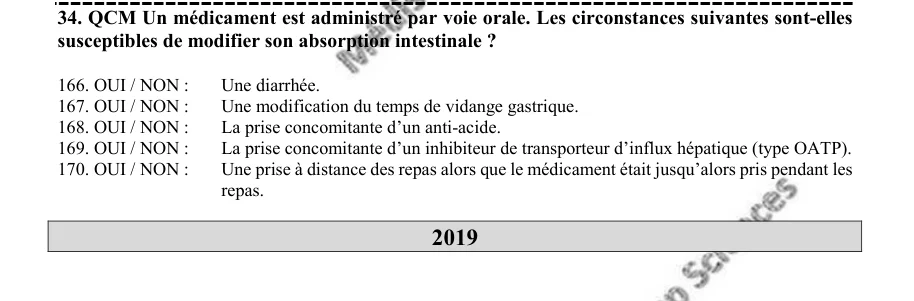 34. QCM Un médicament est administré par voie orale. Les circonstances suivantes sont-elles
susceptibles de modifier son absorption intestinale ?
166. OUI / NON : Une diarrhée.
167. OUI / NON : Une modification du temps de vidange gastrique.
168. OUI / NON : La prise concomitante d’un anti-acide.
169. OUI / NON : La prise concomitante d’un inhibiteur de transporteur d’influx hépatique (type OATP).
170. OUI / NON : Une prise à distance des repas alors que le médicament était jusqu’alors pris pendant les
repas.
2019